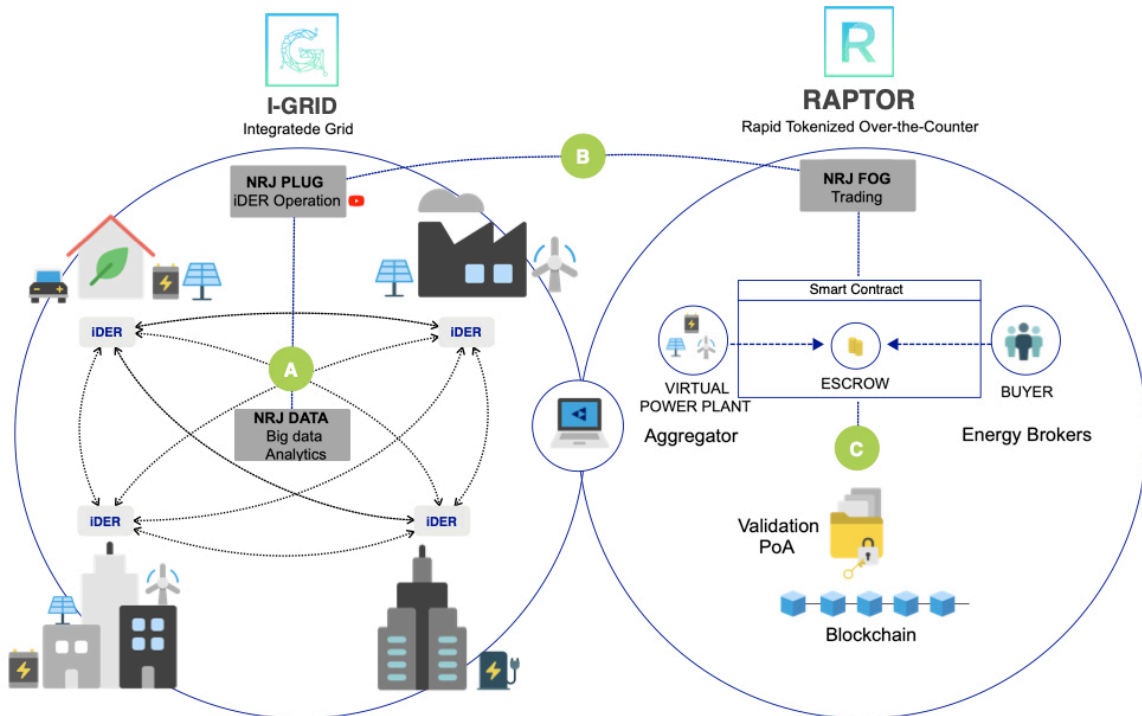 G
I-GRID
Integratede Grid
R
RAPTOR
Rapid Tokenized Over-the-Counter
NRJ PLUG
iDER Operation
B
NRJ FOG
Trading
iDER
iDER
A
NRJ DATA
Big data
Analytics
iDER
iDER
Smart Contract
ESCROW
VIRTUAL
POWER PLANT
Aggregator
BUYER
Energy Brokers
C
Validation
PoA
Blockchain